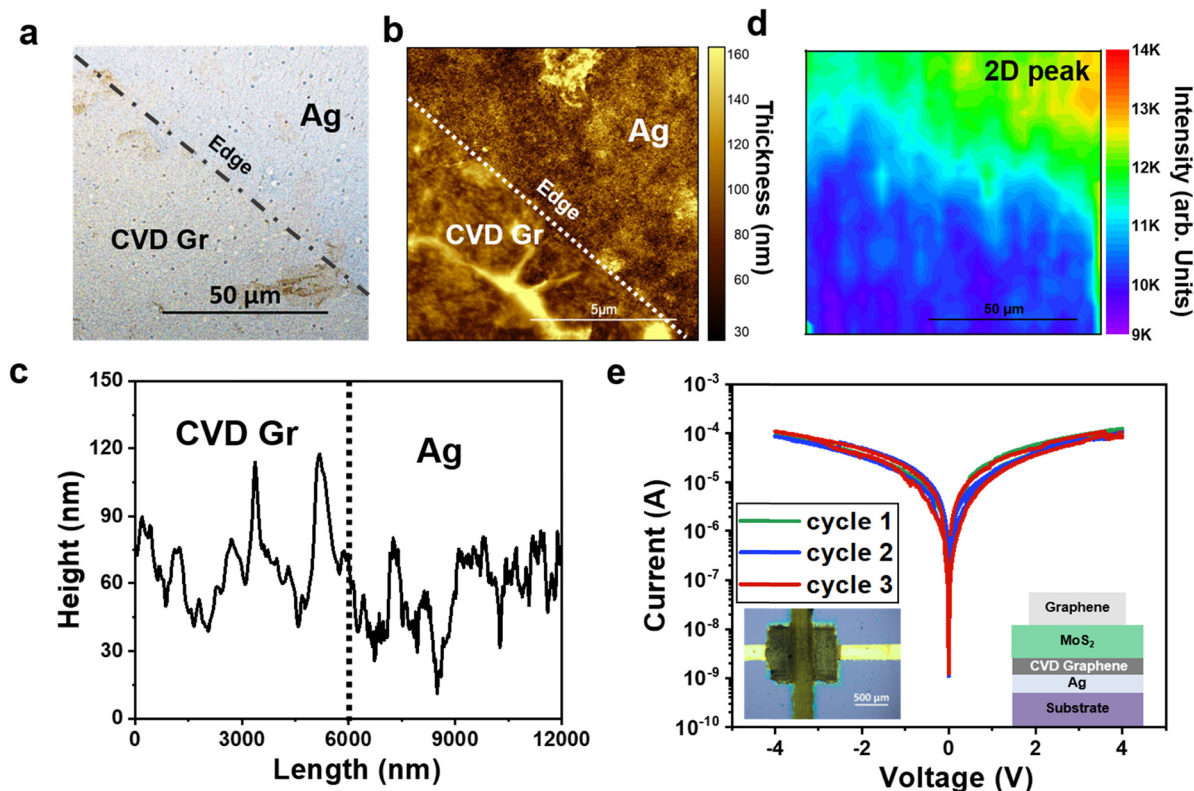 a
Ag
Edge
CVD Gr
50 µm
b
Ag
Edge
CVD Gr
5µm
160
140
120
100
80
60
30
Thickness (nm)
d
2D peak
50 µm
14K
13K
12K
11K
10K
9K
Intensity (arb. Units)
c
150
120
90
60
30
0
Height (nm)
CVD Gr
Ag
0
3000
6000
9000
12000
Length (nm)
e
10⁻³
10⁻⁴
10⁻⁵
10⁻⁶
10⁻⁷
10⁻⁸
10⁻⁹
10⁻¹⁰
Current (A)
cycle 1
cycle 2
cycle 3
500 µm
Graphene
MoS₂
CVD Graphene
Ag
Substrate
-4
-2
0
2
4
Voltage (V)